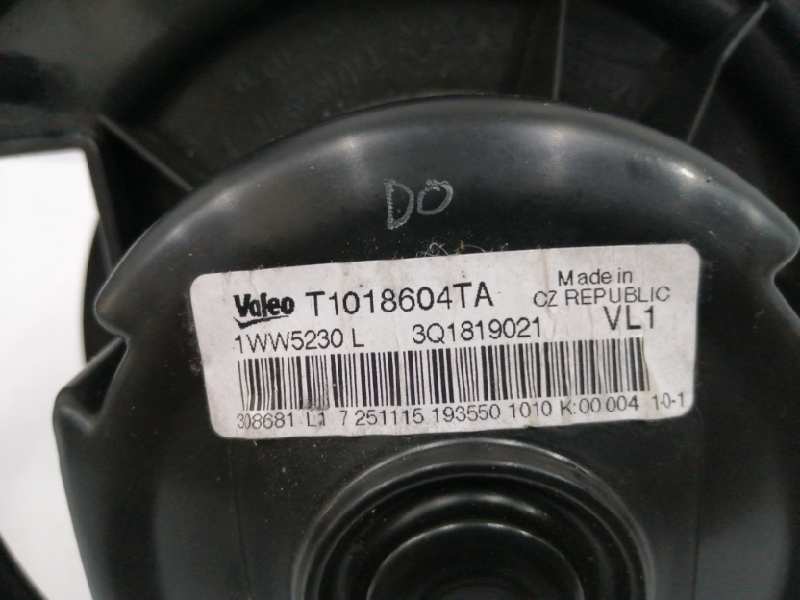 DO
Valeo T1018604TA Made in
CZ REPUBLIC
1WW5230 L 3Q1819021 VL1
308681 L1 7 251115 193550 1010 K:00 004 10-1